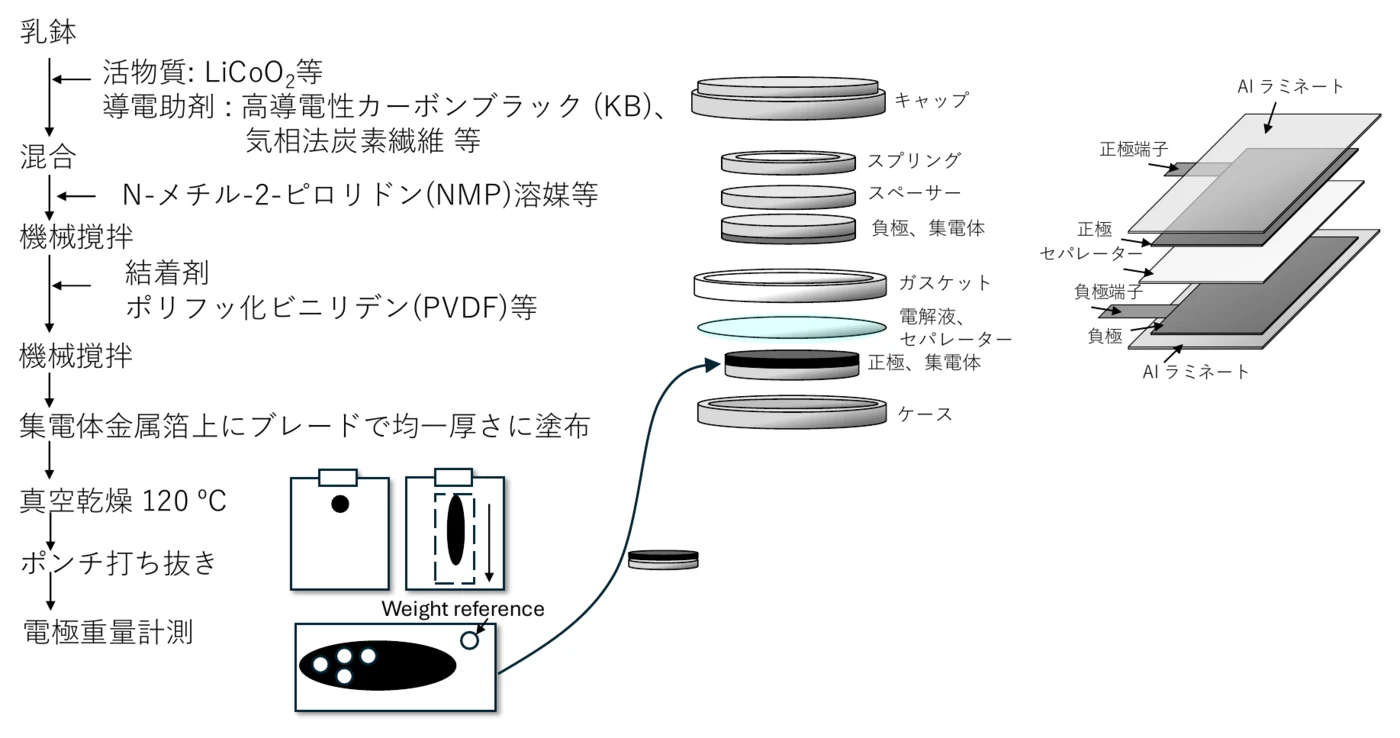 乳鉢
活物質: LiCoO₂等
導電助剤 : 高導電性カーボンブラック (KB)、
気相法炭素繊維 等
混合
N-メチル-2-ピロリドン(NMP)溶媒等
機械撹拌
結着剤
ポリフッ化ビニリデン(PVDF)等
機械撹拌
集電体金属箔上にブレードで均一厚さに塗布
真空乾燥 120 ºC
ポンチ打ち抜き
電極重量計測
Weight reference
キャップ
スプリング
スペーサー
負極、集電体
ガスケット
電解液、
セパレーター
正極、集電体
ケース
Al ラミネート
正極端子
正極
セパレーター
負極端子
負極
Al ラミネート